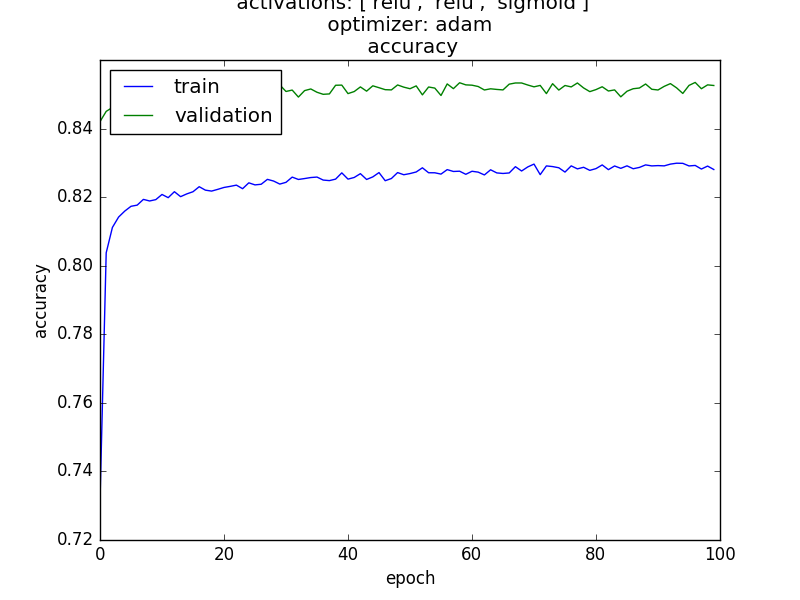 activations: ['relu', 'relu', 'sigmoid']
optimizer: adam
accuracy
train
validation
0.84
0.82
0.80
0.78
0.76
0.74
0.72
0
20
40
60
80
100
accuracy
epoch